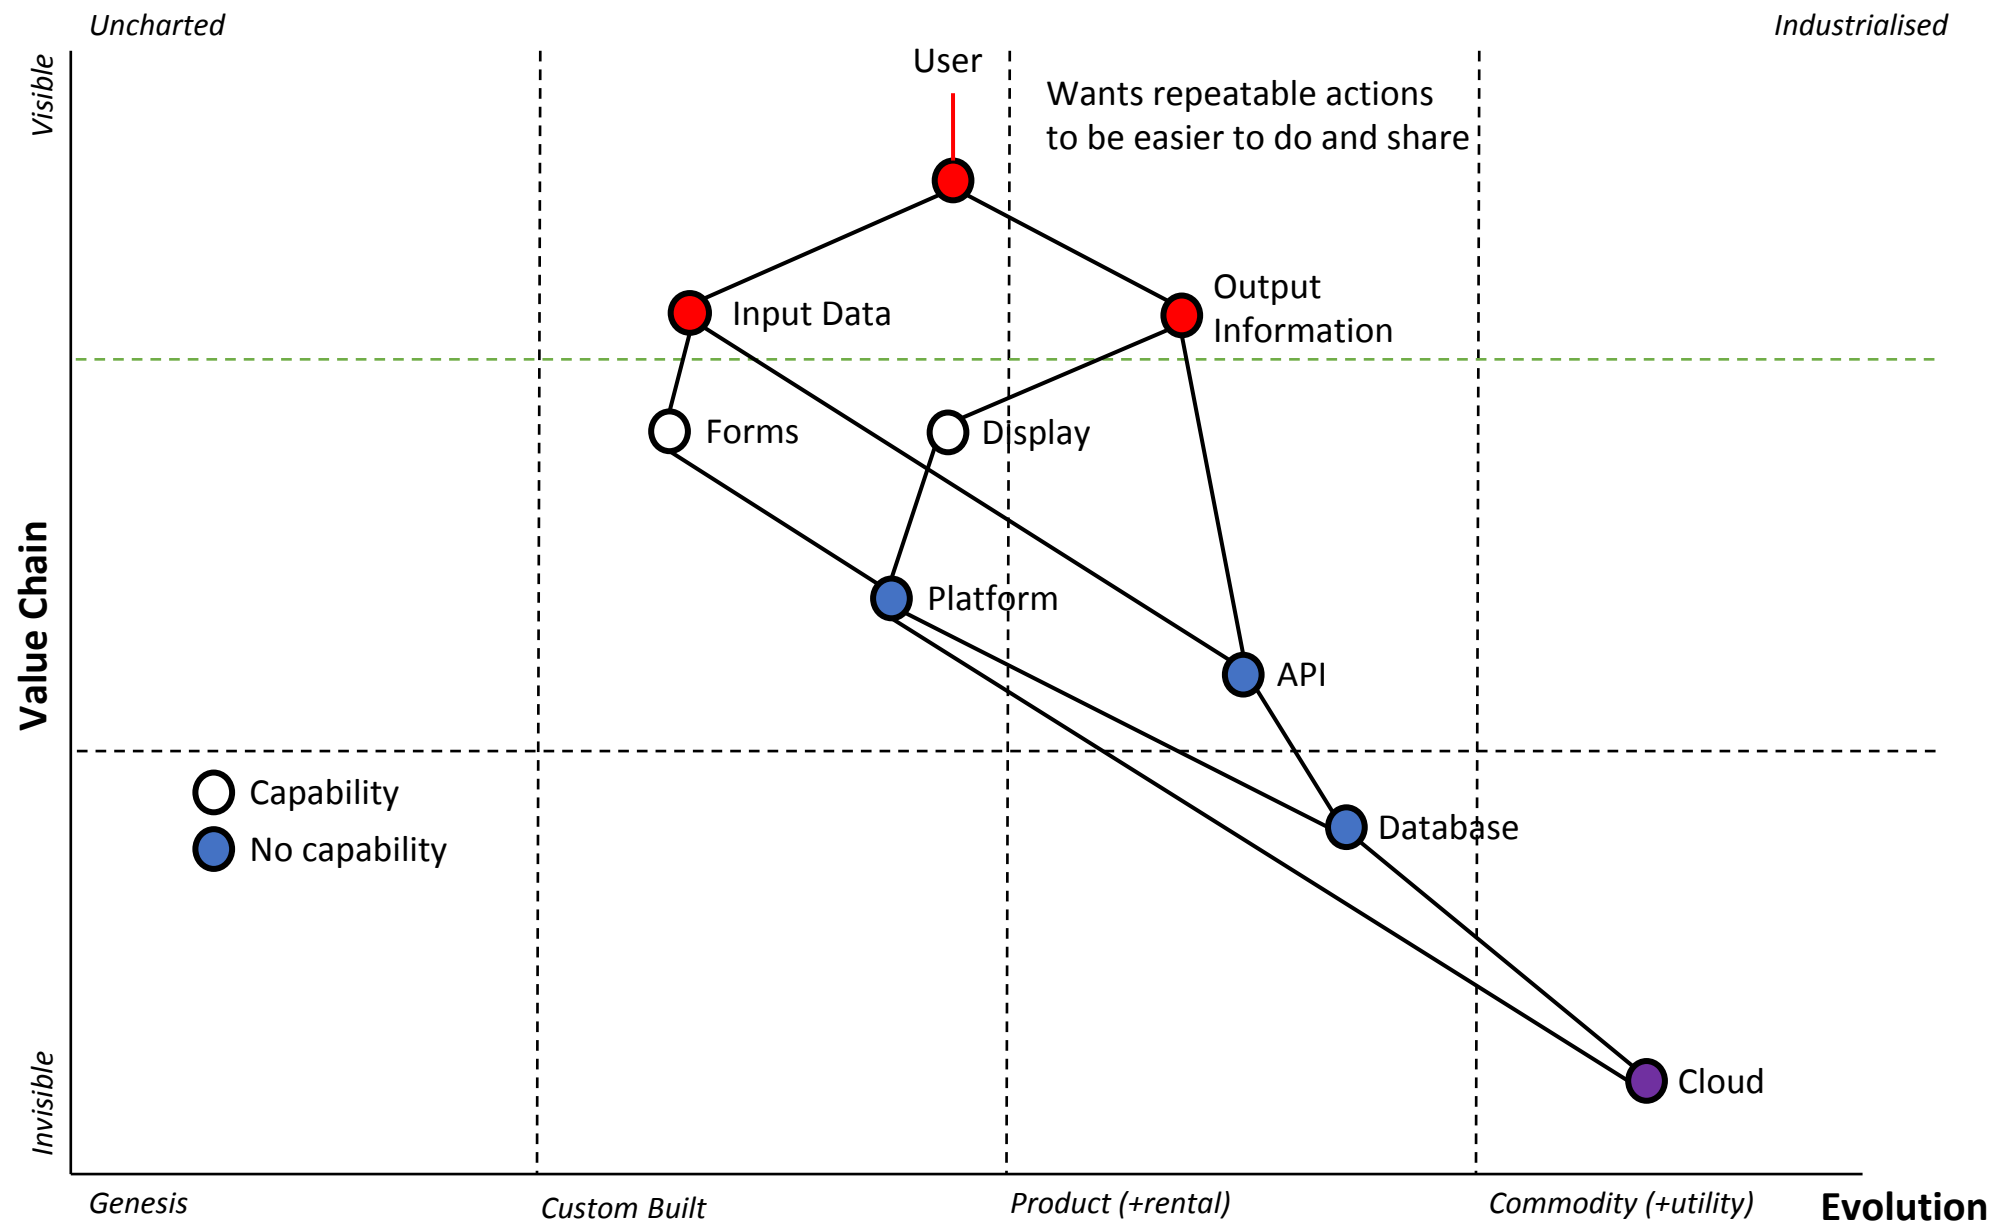 Uncharted
Industrialised
Visible
User
Wants repeatable actions
to be easier to do and share
Input Data
Output
Information
Forms
Display
Value Chain
Platform
API
Capability
No capability
Database
Invisible
Cloud
Genesis
Custom Built
Product (+rental)
Commodity (+utility)
Evolution